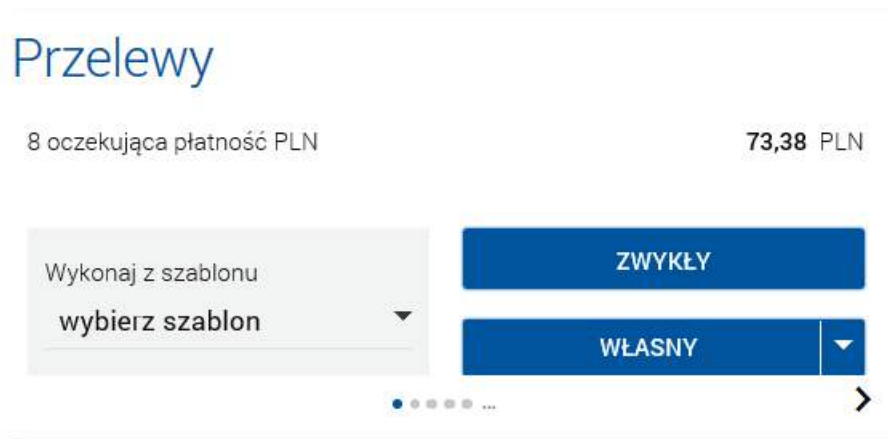 Przelewy
8 oczekująca płatność PLN 73,38 PLN
Wykonaj z szablonu
wybierz szablon
ZWYKŁY
WŁASNY
...